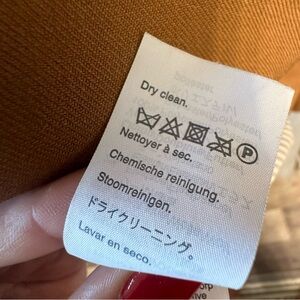 Dry clean.
P
Nettoyer à sec.
Chemische reinigung.
Stoomreinigen.
ドライクリーニング。
Lavar en seco.